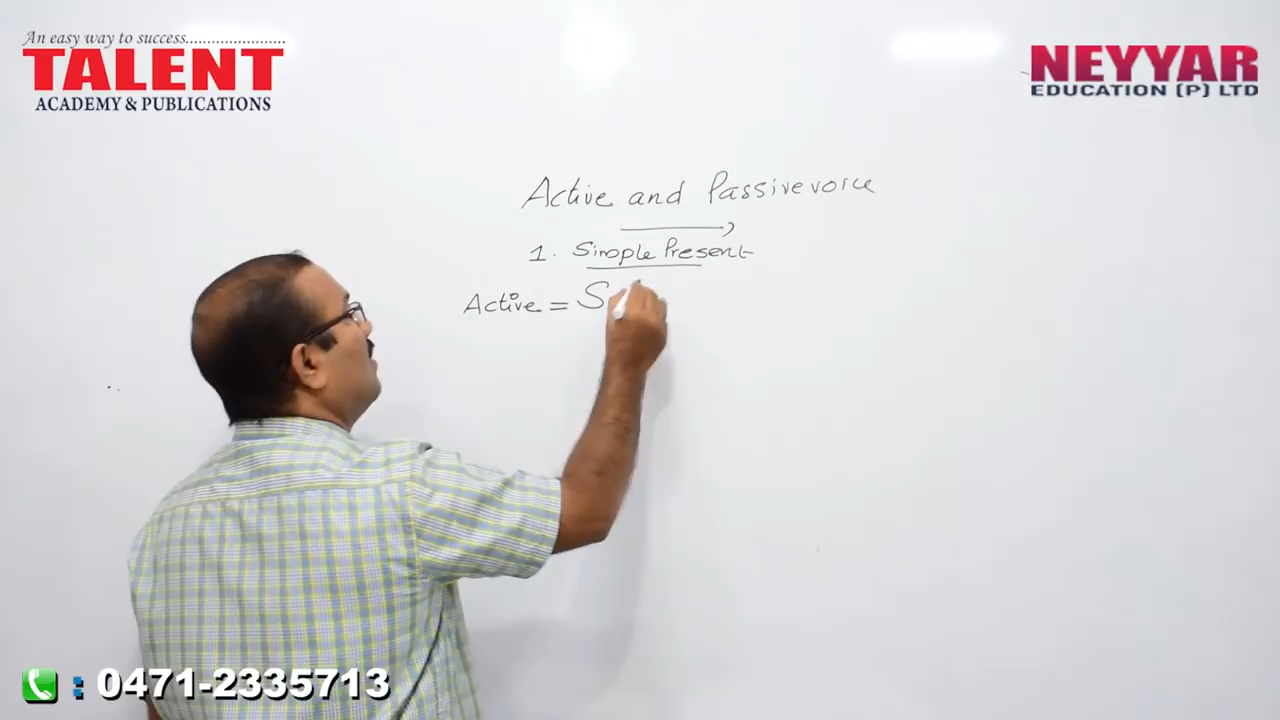 An easy way to success.......................
TALENT
ACADEMY & PUBLICATIONS
NEYYAR
EDUCATION (P) LTD
Active and Passive voice
1. Simple Present
Active = S
: 0471-2335713